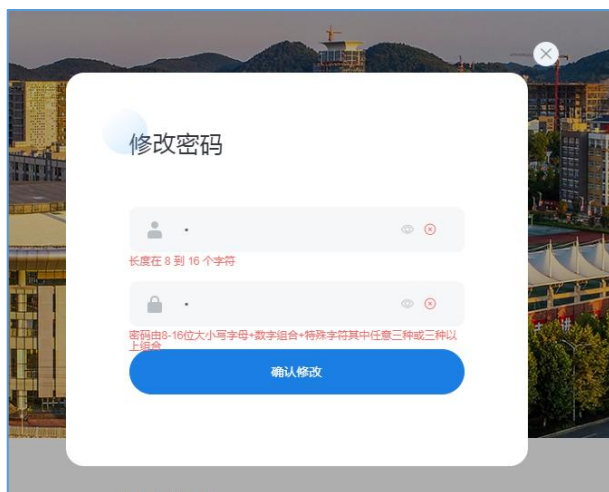 修改密码
长度在 8 到 16 个字符
密码由8-16位大小写字母+数字组合+特殊字符其中任意三种或三种以
上组合
确认修改
讲